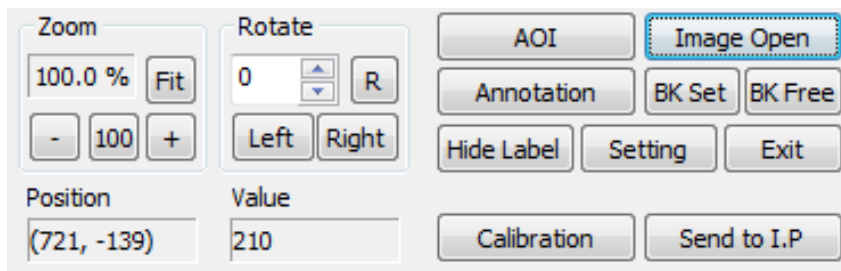 Zoom
100.0 % Fit
- 100 +
Rotate
0 R
Left Right
AOI Image Open
Annotation BK Set BK Free
Hide Label Setting Exit
Position
(721, -139)
Value
210
Calibration Send to I.P